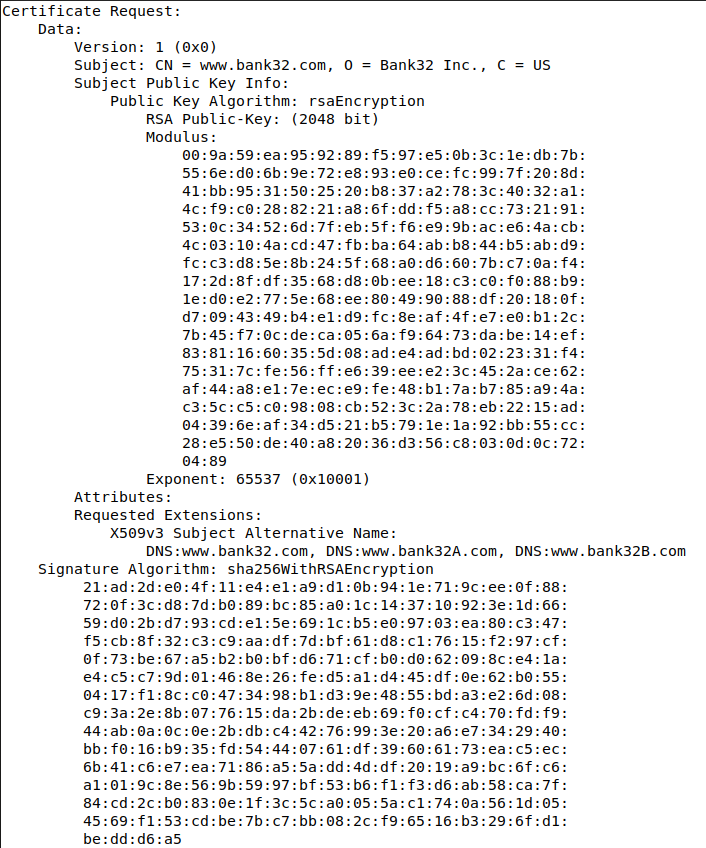 Certificate Request:
Data:
Version: 1 (0x0)
Subject: CN = www.bank32.com, O = Bank32 Inc., C = US
Subject Public Key Info:
Public Key Algorithm: rsaEncryption
RSA Public-Key: (2048 bit)
Modulus:
00:9a:59:ea:95:92:89:f5:97:e5:0b:3c:1e:db:7b:
55:6e:d0:6b:9e:72:e8:93:e0:ce:fc:99:7f:20:8d:
41:bb:95:31:50:25:20:b8:37:a2:78:3c:40:32:a1:
4c:f9:c0:28:82:21:a8:6f:dd:f5:a8:cc:73:21:91:
53:0c:34:52:6d:7f:eb:5f:f6:e9:9b:ac:e6:4a:cb:
4c:03:10:4a:cd:47:fb:ba:64:ab:b8:44:b5:ab:d9:
fc:c3:d8:5e:8b:24:5f:68:a0:d6:60:7b:c7:0a:f4:
17:2d:8f:df:35:68:d8:0b:ee:18:c3:c0:f0:88:b9:
1e:d0:e2:77:5e:68:ee:80:49:90:88:df:20:18:0f:
d7:09:43:49:b4:e1:d9:fc:8e:af:4f:e7:e0:b1:2c:
7b:45:f7:0c:de:ca:05:6a:f9:64:73:da:be:14:ef:
83:81:16:60:35:5d:08:ad:e4:ad:bd:02:23:31:f4:
75:31:7c:fe:56:ff:e6:39:ee:e2:3c:45:2a:ce:62:
af:44:a8:e1:7e:ec:e9:fe:48:b1:7a:b7:85:a9:4a:
c3:5c:c5:c0:98:08:cb:52:3c:2a:78:eb:22:15:ad:
04:39:6e:af:34:d5:21:b5:79:1e:1a:92:bb:55:cc:
28:e5:50:de:40:a8:20:36:d3:56:c8:03:0d:0c:72:
04:89
Exponent: 65537 (0x10001)
Attributes:
Requested Extensions:
X509v3 Subject Alternative Name:
DNS:www.bank32.com, DNS:www.bank32A.com, DNS:www.bank32B.com
Signature Algorithm: sha256WithRSAEncryption
21:ad:2d:e0:4f:11:e4:e1:a9:d1:0b:94:1e:71:9c:ee:0f:88:
72:0f:3c:d8:7d:b0:89:bc:85:a0:1c:14:37:10:92:3e:1d:66:
59:d0:2b:d7:93:cd:e1:5e:69:1c:b5:e0:97:03:ea:80:c3:47:
f5:cb:8f:32:c3:c9:aa:df:7d:bf:61:d8:c1:76:15:f2:97:cf:
0f:73:be:67:a5:b2:b0:bf:d6:71:cf:b0:d0:62:09:8c:e4:1a:
e4:c5:c7:9d:01:46:8e:26:fe:d5:a1:d4:45:df:0e:62:b0:55:
04:17:f1:8c:c0:47:34:98:b1:d3:9e:48:55:bd:a3:e2:6d:08:
c9:3a:2e:8b:07:76:15:da:2b:de:eb:69:f0:cf:c4:70:fd:f9:
44:ab:0a:0c:0e:2b:db:c4:42:76:99:3e:20:a6:e7:34:29:40:
bb:f0:16:b9:35:fd:54:44:07:61:df:39:60:61:73:ea:c5:ec:
6b:41:c6:e7:ea:71:86:a5:5a:dd:4d:df:20:19:a9:bc:6f:c6:
a1:01:9c:8e:56:9b:59:97:bf:53:b6:f1:f3:d6:ab:58:ca:7f:
84:cd:2c:b0:83:0e:1f:3c:5c:a0:05:5a:c1:74:0a:56:1d:05:
45:69:f1:53:cd:be:7b:c7:bb:08:2c:f9:65:16:b3:29:6f:d1:
be:dd:d6:a5